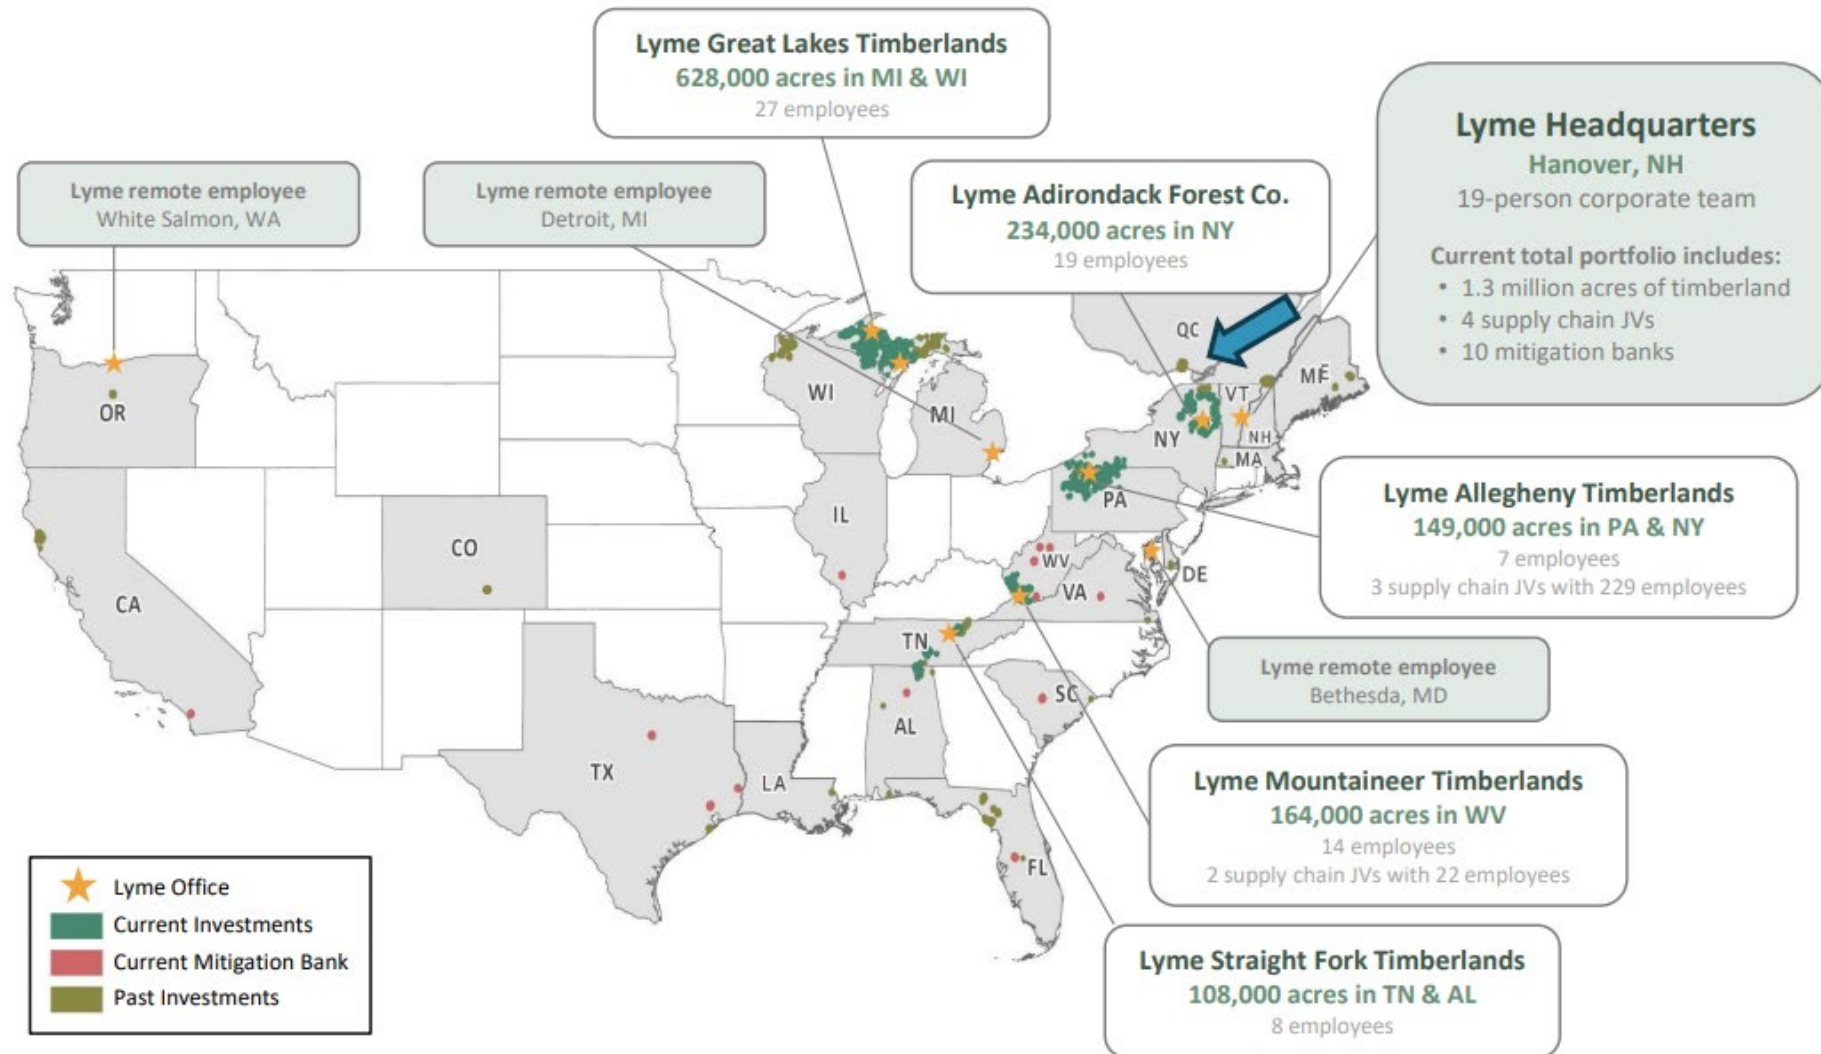 Lyme Great Lakes Timberlands
628,000 acres in MI & WI
27 employees
Lyme Headquarters
Hanover, NH
19-person corporate team
Current total portfolio includes:
• 1.3 million acres of timberland
• 4 supply chain JVs
• 10 mitigation banks
Lyme remote employee
White Salmon, WA
Lyme remote employee
Detroit, MI
Lyme Adirondack Forest Co.
234,000 acres in NY
19 employees
QC
ME
VT
NH
MA
NY
WI
MI
OR
PA
IL
CO
WV
VA
DE
CA
TN
SC
AL
TX
LA
FL
Lyme Allegheny Timberlands
149,000 acres in PA & NY
7 employees
3 supply chain JVs with 229 employees
Lyme remote employee
Bethesda, MD
Lyme Mountaineer Timberlands
164,000 acres in WV
14 employees
2 supply chain JVs with 22 employees
Lyme Straight Fork Timberlands
108,000 acres in TN & AL
8 employees
Lyme Office
Current Investments
Current Mitigation Bank
Past Investments